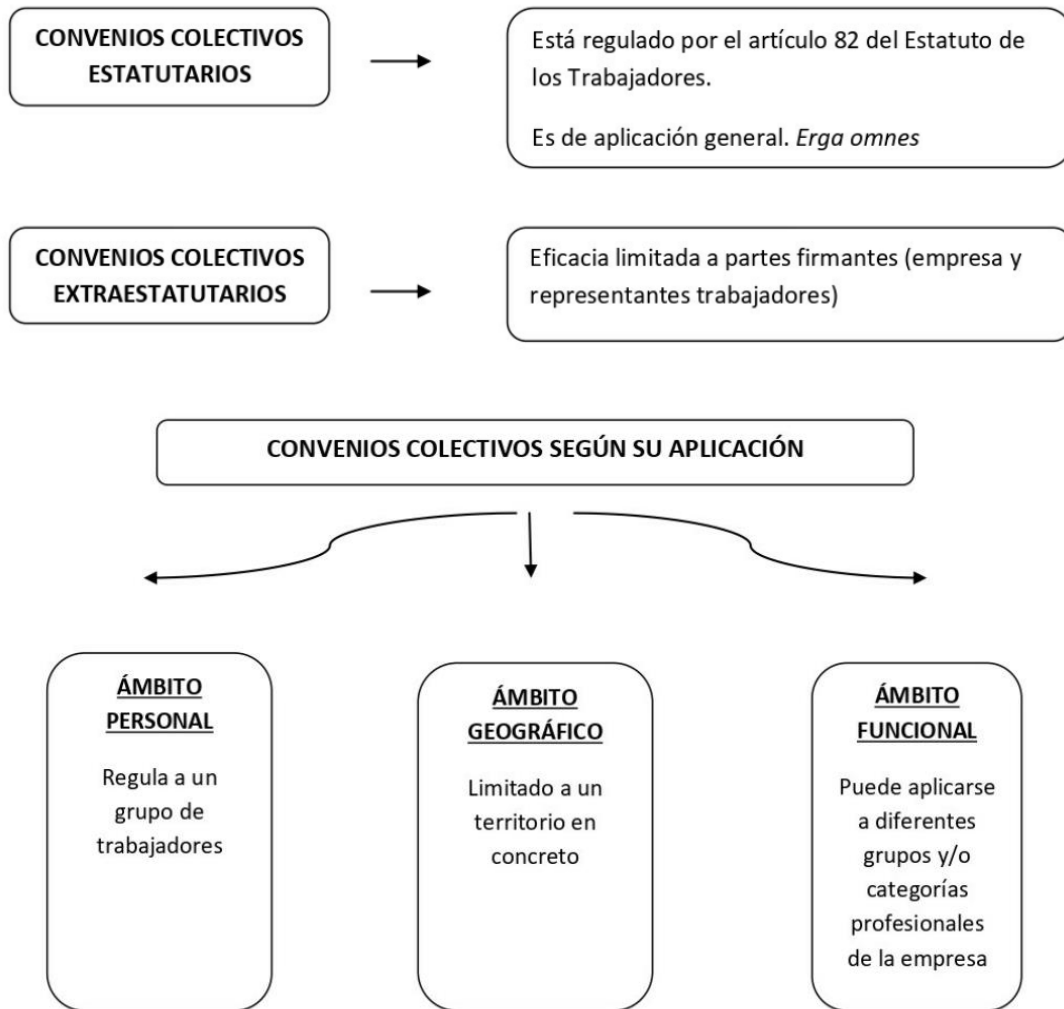 CONVENIOS COLECTIVOS
ESTATUTARIOS
Está regulado por el artículo 82 del Estatuto de
los Trabajadores.
Es de aplicación general. Erga omnes
CONVENIOS COLECTIVOS
EXTRAESTATUTARIOS
Eficacia limitada a partes firmantes (empresa y
representantes trabajadores)
CONVENIOS COLECTIVOS SEGÚN SU APLICACIÓN
ÁMBITO
PERSONAL
Regula a un
grupo de
trabajadores
ÁMBITO
GEOGRÁFICO
Limitado a un
territorio en
concreto
ÁMBITO
FUNCIONAL
Puede aplicarse
a diferentes
grupos y/o
categorías
profesionales
de la empresa